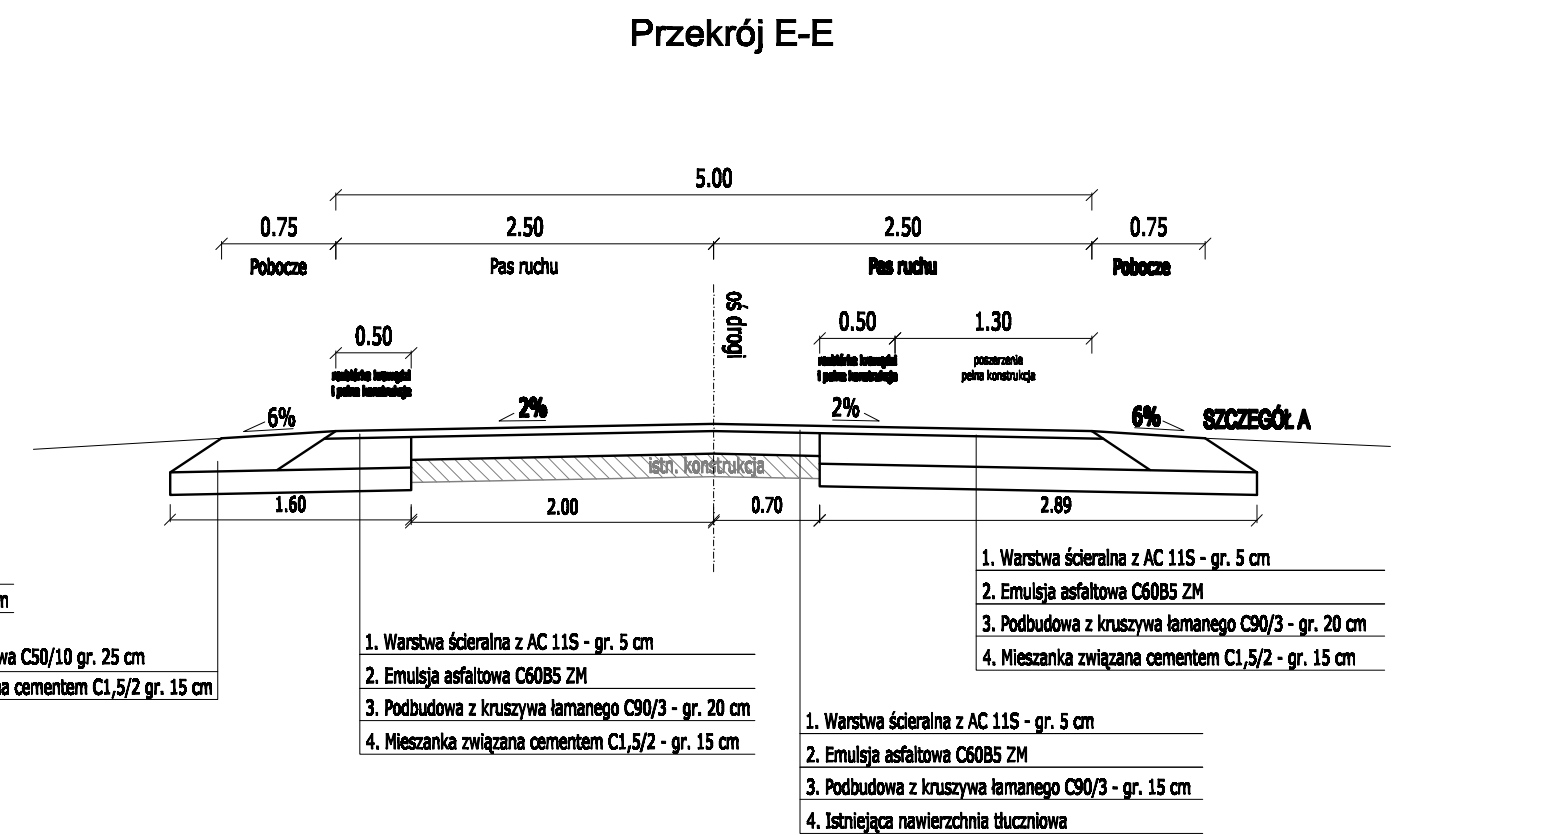 Przekrój E-E
5.00
0.75 2.50 2.50 0.75
Pobocze Pas ruchu Pas ruchu Pobocze
oś drogi
0.50 0.50 1.30
i pełna konstrukcja i pełna konstrukcja
poszerzenie
pełna konstrukcja
6% 2% 2% 6% SZCZEGÓŁ A
istn. konstrukcja
1.60 2.00 0.70 2.89
C50/10 gr. 25 cm
cementem C1,5/2 gr. 15 cm
1. Warstwa ścieralna z AC 11S - gr. 5 cm
2. Emulsja asfaltowa C60B5 ZM
3. Podbudowa z kruszywa łamanego C90/3 - gr. 20 cm
4. Mieszanka związana cementem C1,5/2 - gr. 15 cm
1. Warstwa ścieralna z AC 11S - gr. 5 cm
2. Emulsja asfaltowa C60B5 ZM
3. Podbudowa z kruszywa łamanego C90/3 - gr. 15 cm
4. Istniejąca nawierzchnia tłuczniowa
1. Warstwa ścieralna z AC 11S - gr. 5 cm
2. Emulsja asfaltowa C60B5 ZM
3. Podbudowa z kruszywa łamanego C90/3 - gr. 20 cm
4. Mieszanka związana cementem C1,5/2 - gr. 15 cm